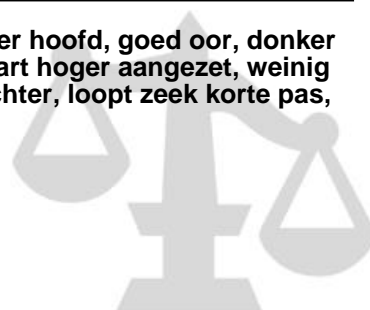 er hoofd, goed oor, donker
art hoger aangezet, weinig
chter, loopt zeek korte pas,